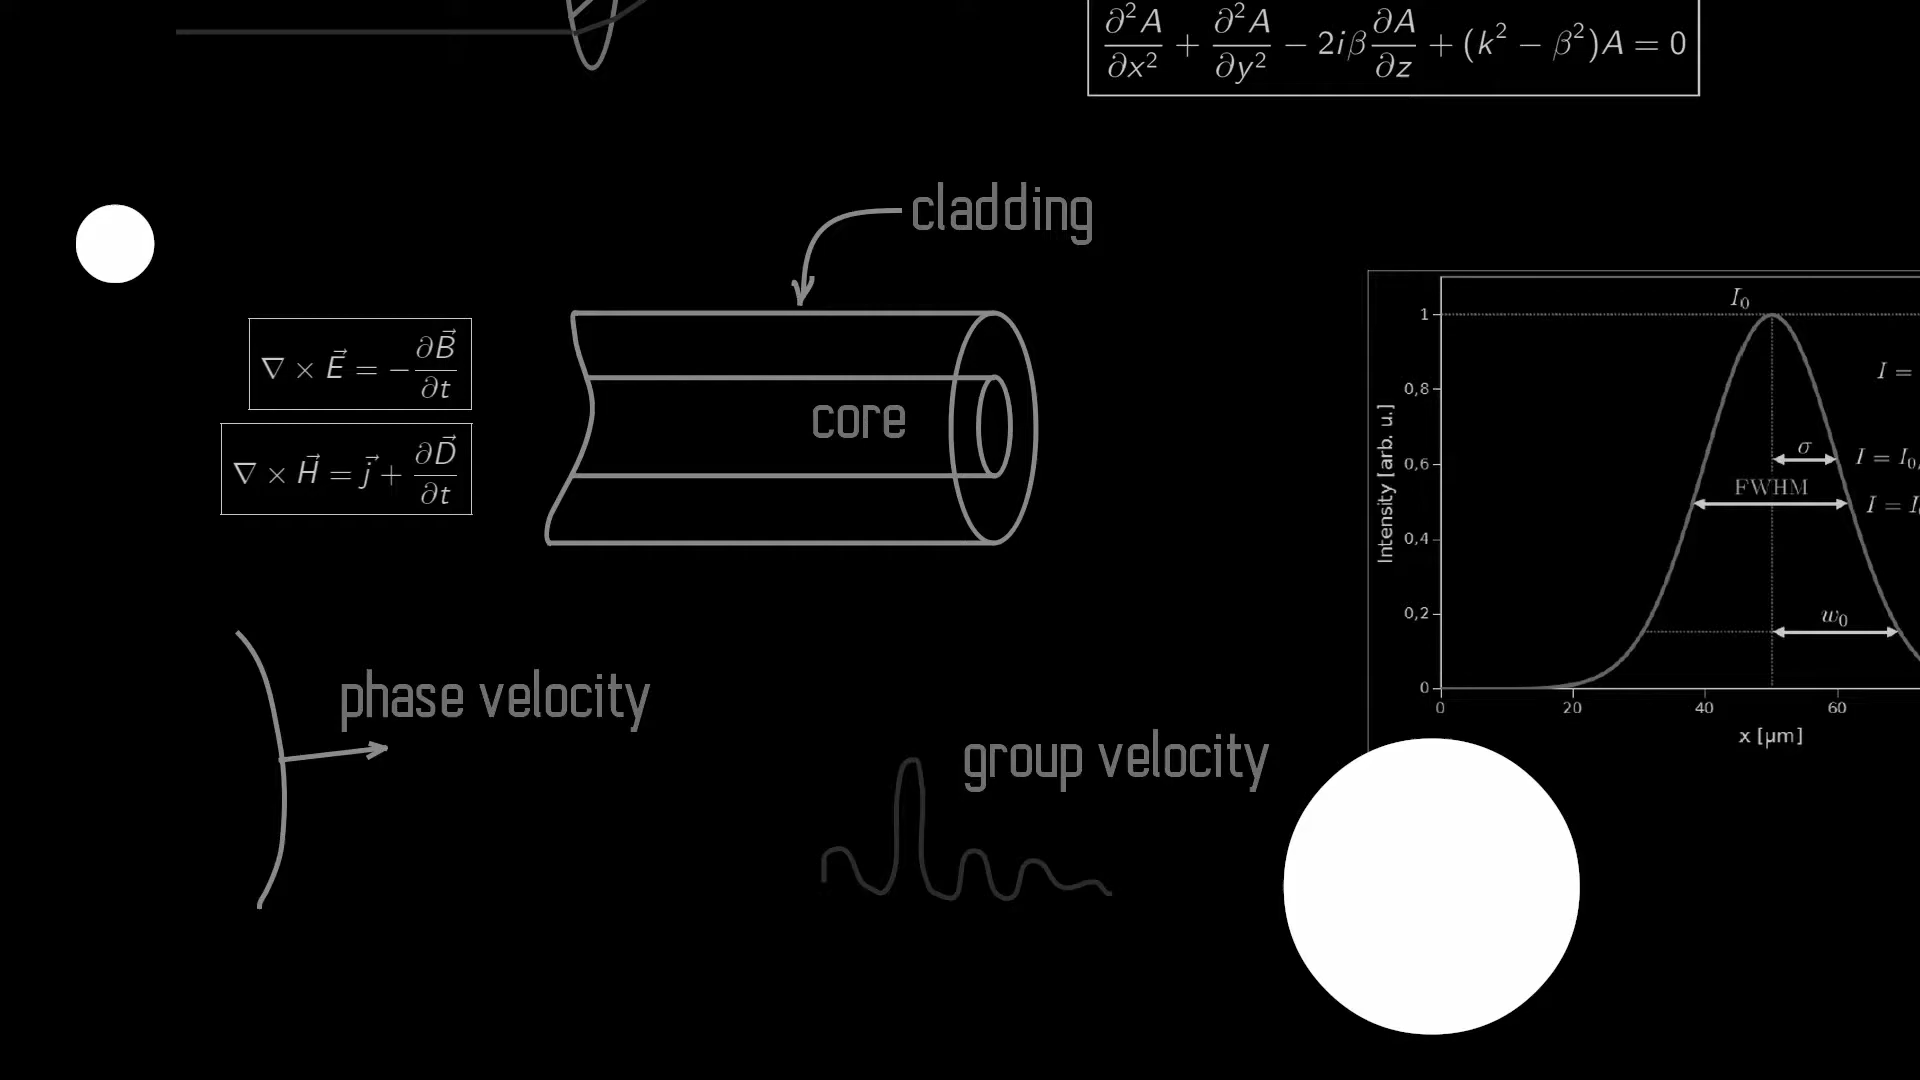 ∂²A/∂x² + ∂²A/∂y² − 2iβ ∂A/∂z + (k² − β²)A = 0
cladding
core
∇ × E⃗ = −∂B⃗/∂t
∇ × H⃗ = j⃗ + ∂D⃗/∂t
phase velocity
group velocity
I₀
1
0,8
0,6
0,4
0,2
0
Intensity [arb. u.]
I =
σ
I = I₀
FWHM
I = I
w₀
0 20 40 60
x [µm]